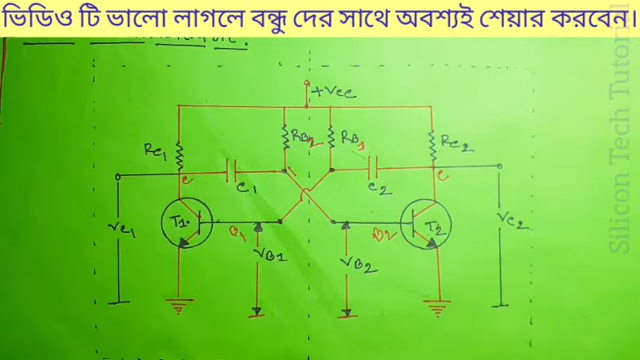 ভিডিও টি ভালো লাগলে বন্ধু দের সাথে অবশ্যই শেয়ার করবেন
+VCC
RC1
RB2
RB1
RC2
C
C1
C2
C
T1
B1
B2
T2
VC1
VB1
VB2
VC2
Silicon Tech Tutorial